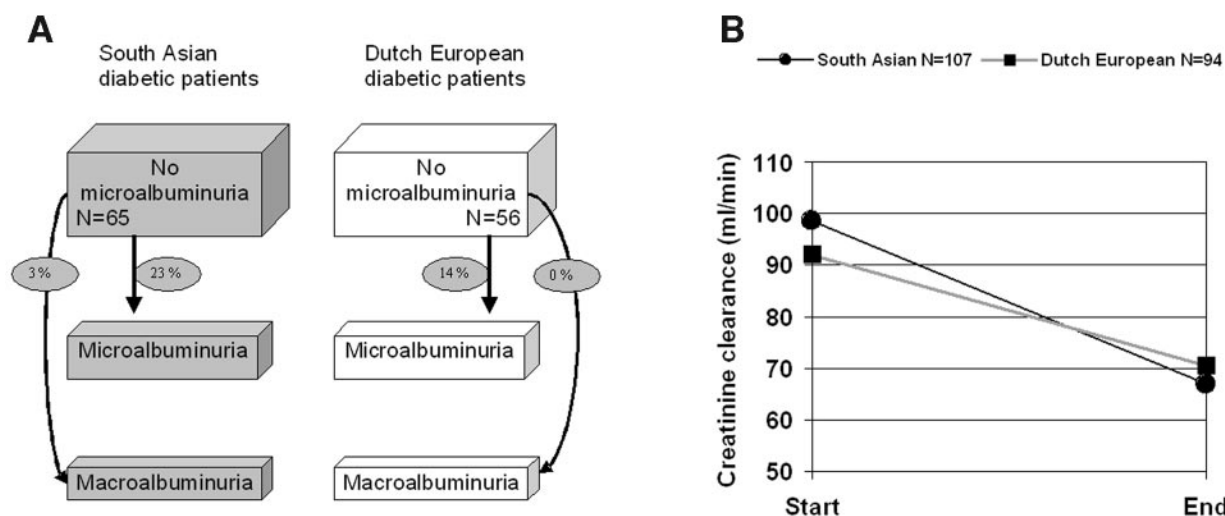 A
South Asian
diabetic patients
Dutch European
diabetic patients
No
microalbuminuria
N=65
No
microalbuminuria
N=56
3 %
23 %
14 %
0 %
Microalbuminuria
Microalbuminuria
Macroalbuminuria
Macroalbuminuria
B
South Asian N=107
Dutch European N=94
Creatinine clearance (ml/min)
110
100
90
80
70
60
50
Start
End